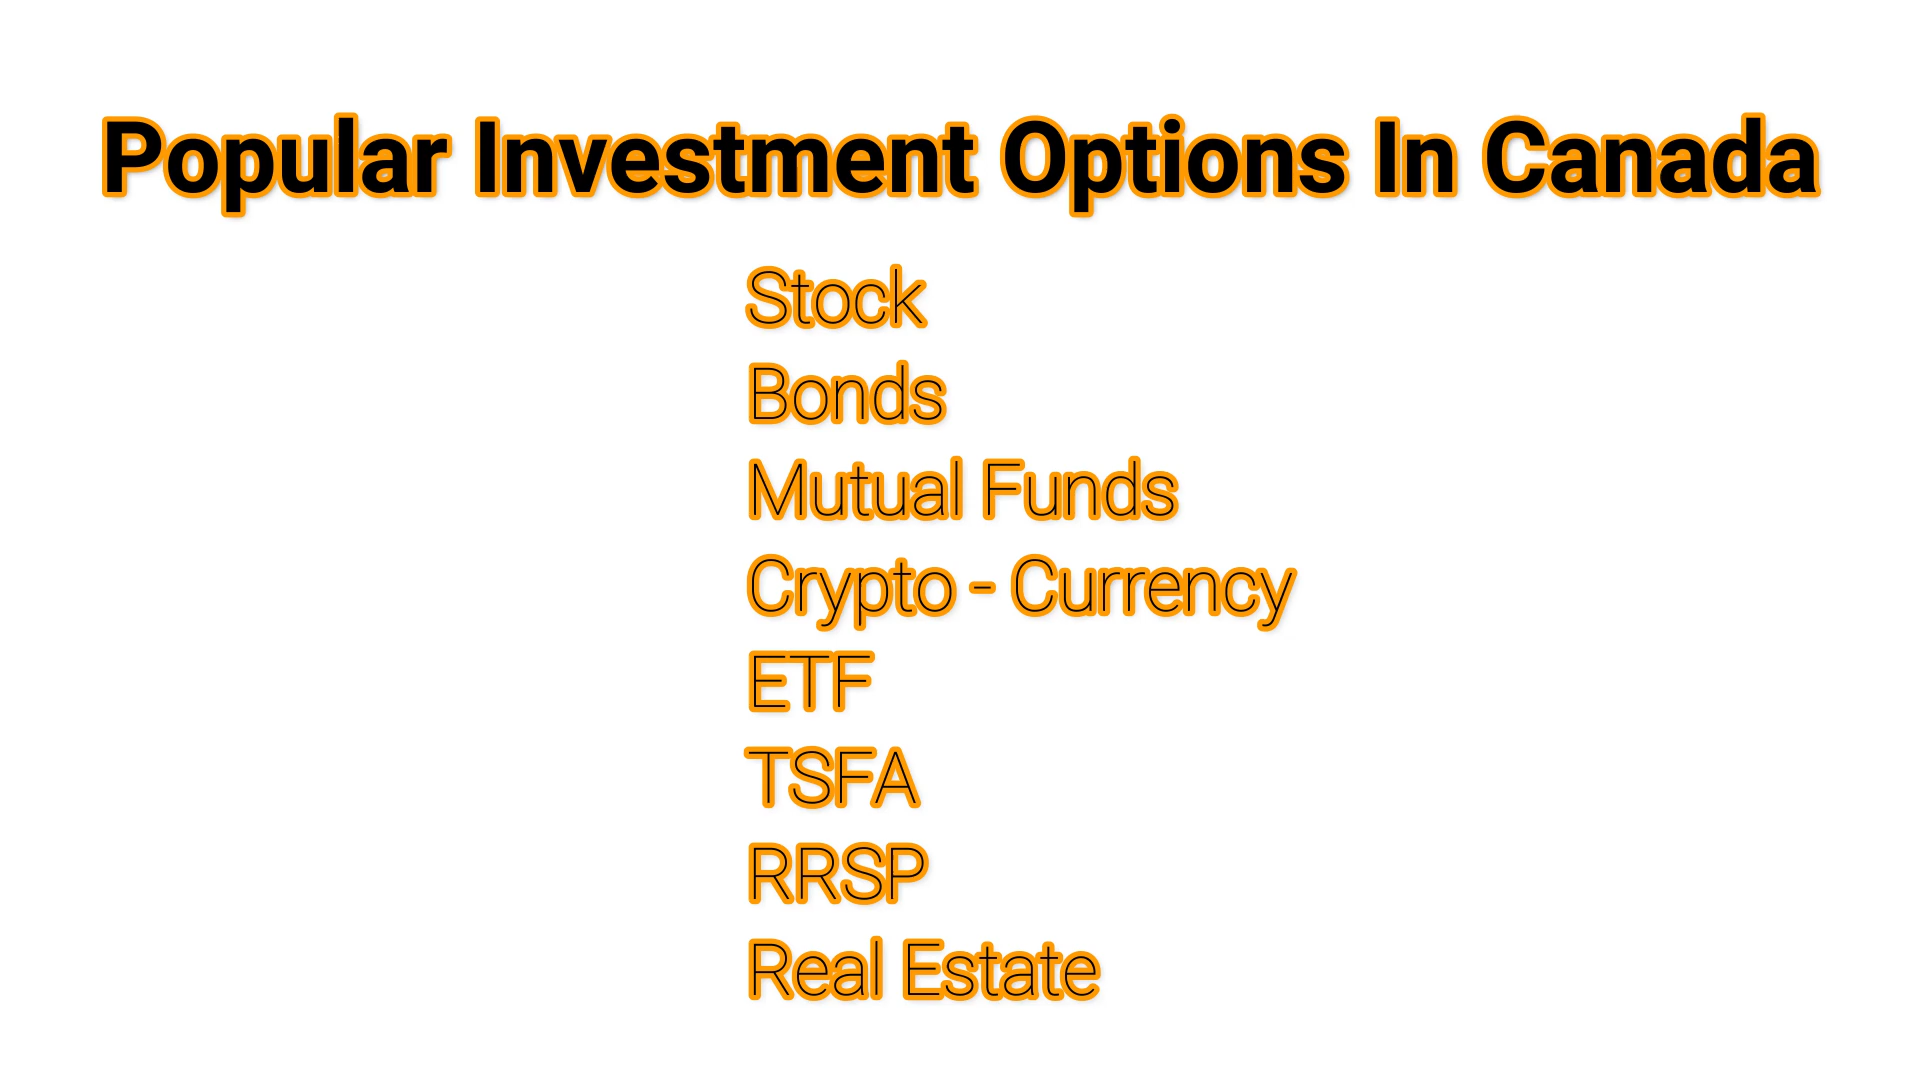 Popular Investment Options In Canada
Stock
Bonds
Mutual Funds
Crypto - Currency
ETF
TSFA
RRSP
Real Estate